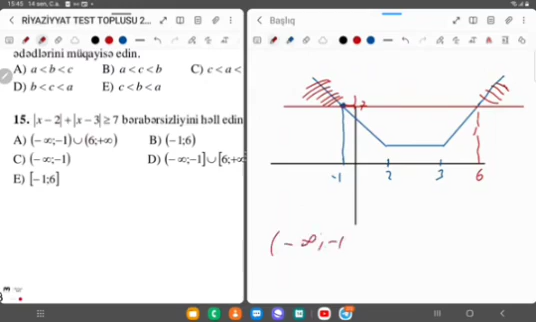 15:45 14 sen, C.a.
RİYAZİYYAT TEST TOPLUSU 2...
Başlıq
ədədlərini müqayisə edin.
A) a < b < c B) a < c < b C) c < a <
D) b < c < a E) c < b < a
15. |x − 2| + |x − 3| ≥ 7 bərabərsizliyini həll edin
A) (− ∞;−1)∪(6;+∞) B) (−1;6)
C) (− ∞;−1) D) (− ∞;−1]∪[6;+∞
E) [−1;6]
7
-1 2 3 6
(-∞;-1